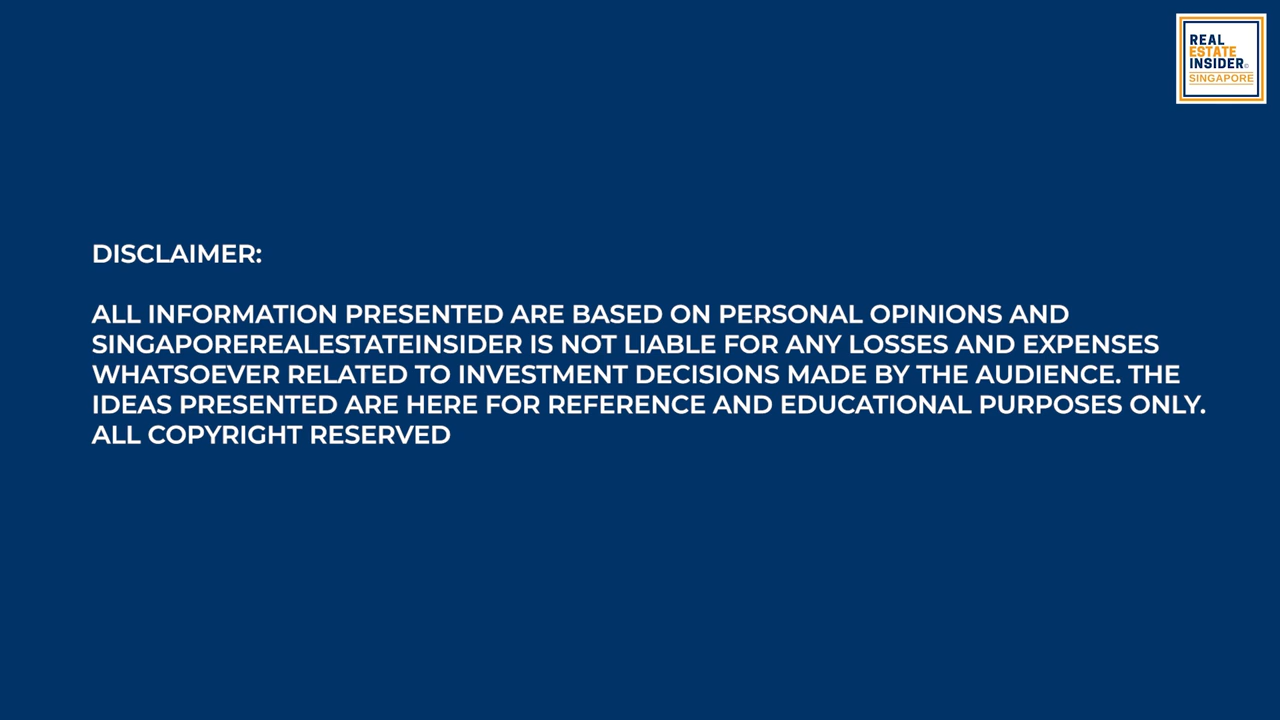 REAL
ESTATE
INSIDER©
SINGAPORE
DISCLAIMER:
ALL INFORMATION PRESENTED ARE BASED ON PERSONAL OPINIONS AND
SINGAPOREREALESTATEINSIDER IS NOT LIABLE FOR ANY LOSSES AND EXPENSES
WHATSOEVER RELATED TO INVESTMENT DECISIONS MADE BY THE AUDIENCE. THE
IDEAS PRESENTED ARE HERE FOR REFERENCE AND EDUCATIONAL PURPOSES ONLY.
ALL COPYRIGHT RESERVED